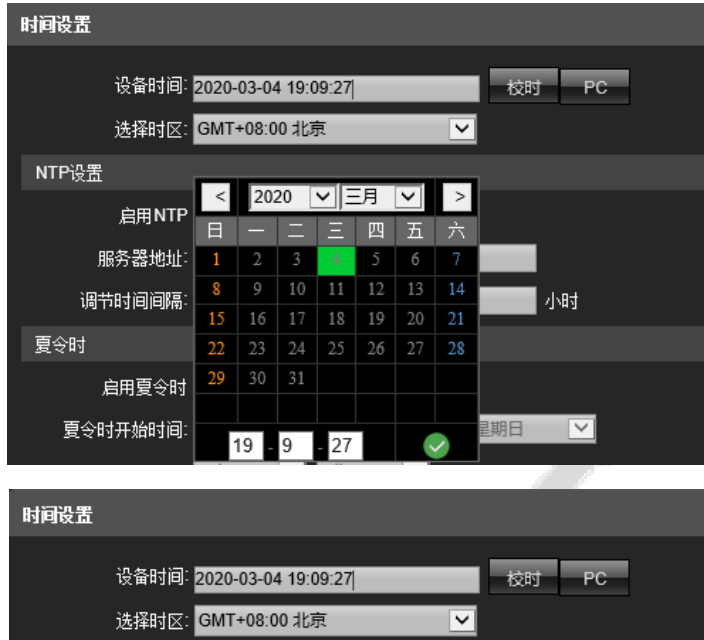 时间设置
设备时间: 2020-03-04 19:09:27 校时 PC
选择时区: GMT+08:00 北京
NTP设置
< 2020 三月 >
启用NTP
日 一 二 三 四 五 六
服务器地址:
1 2 3 4 5 6 7
调节时间间隔: 小时
8 9 10 11 12 13 14
15 16 17 18 19 20 21
夏令时
22 23 24 25 26 27 28
启用夏令时
29 30 31
夏令时开始时间: 星期日
19 - 9 - 27
时间设置
设备时间: 2020-03-04 19:09:27 校时 PC
选择时区: GMT+08:00 北京